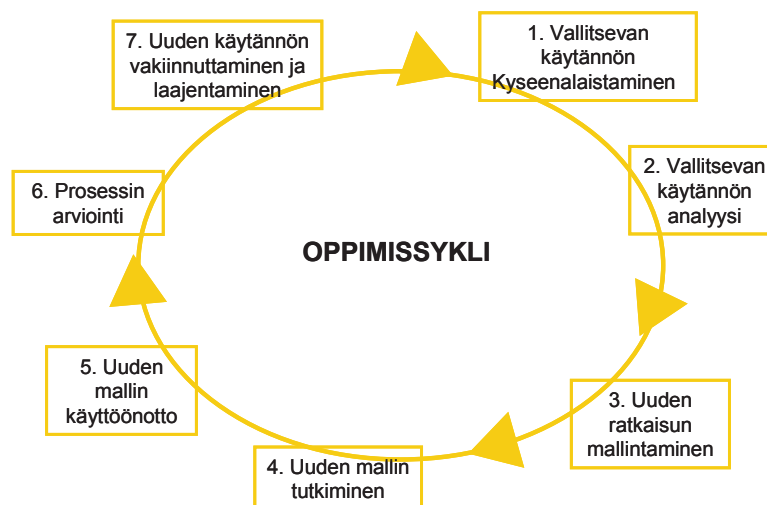 1. Vallitsevan
käytännön
Kyseenalaistaminen
2. Vallitsevan
käytännön
analyysi
3. Uuden
ratkaisun
mallintaminen
4. Uuden mallin
tutkiminen
5. Uuden
mallin
käyttöönotto
6. Prosessin
arviointi
7. Uuden käytännön
vakiinnuttaminen ja
laajentaminen
OPPIMISSYKLI